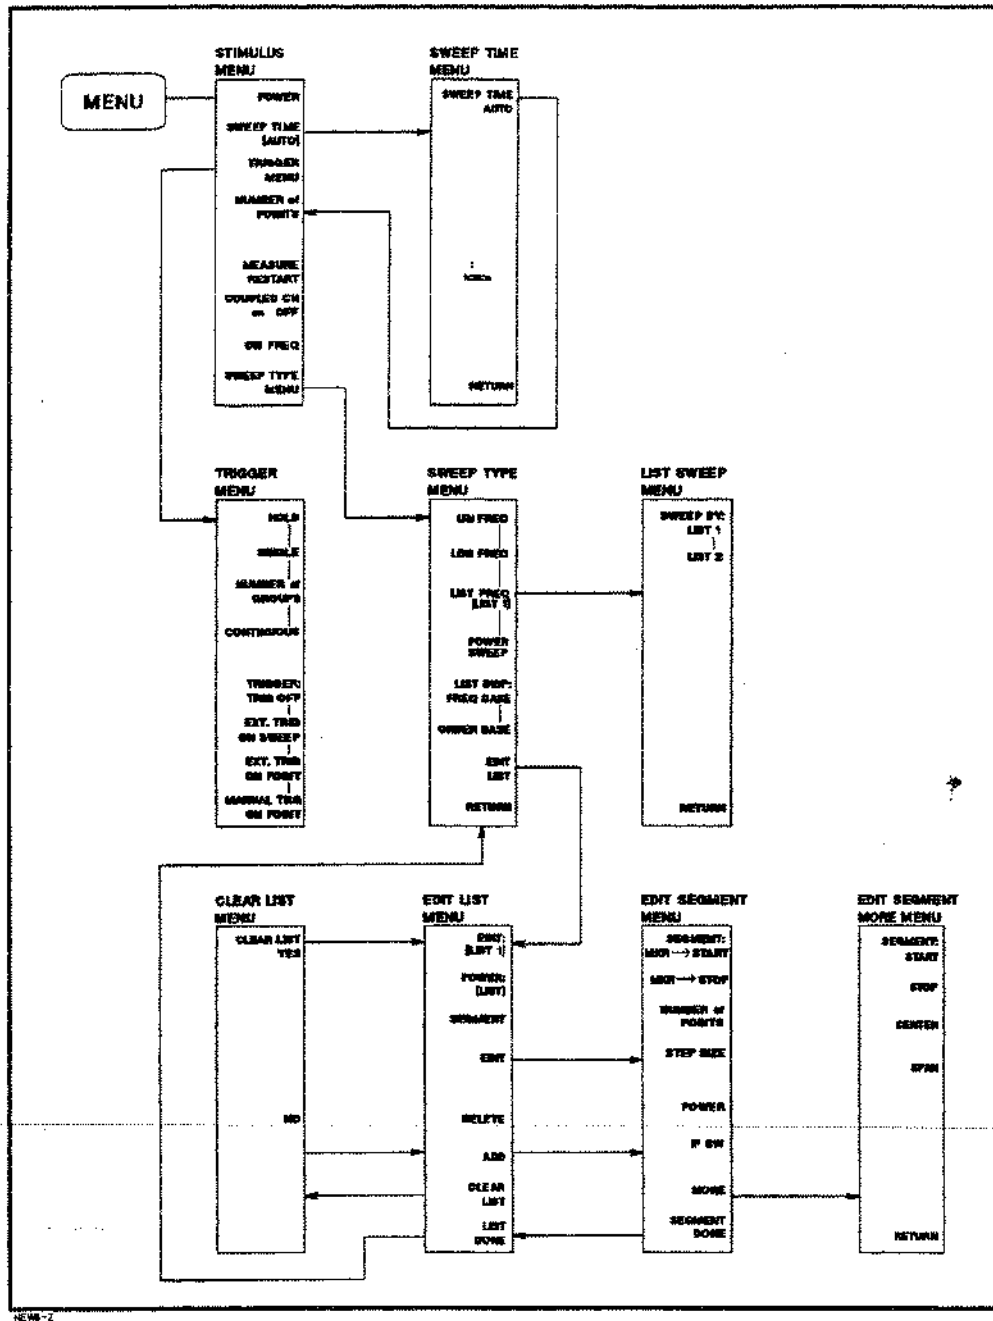 MENU
STIMULUS
MENU
POWER
SWEEP TIME
[AUTO]
TRIGGER
MENU
NUMBER of
POINTS
MEASURE
RESTART
COUPLED CH
on OFF
CW FREQ
SWEEP TYPE
MENU
SWEEP TIME
MENU
SWEEP TIME
AUTO
:
RETURN
TRIGGER
MENU
HOLD
SINGLE
NUMBER of
GROUPS
CONTINUOUS
TRIGGER:
TRIG OFF
EXT. TRIG
ON SWEEP
EXT. TRIG
ON POINT
MANUAL TRG
ON POINT
SWEEP TYPE
MENU
LIN FREQ
LOG FREQ
LIST FREQ
[LIST 1]
POWER
SWEEP
LIST DISP:
FREQ BASE
ORDER BASE
EDIT
LIST
RETURN
LIST SWEEP
MENU
SWEEP BY:
LIST 1
LIST 2
RETURN
CLEAR LIST
MENU
CLEAR LIST
YES
NO
EDIT LIST
MENU
EDIT:
[LIST 1]
POWER:
[LIST]
SEGMENT
EDIT
DELETE
ADD
CLEAR
LIST
LIST
DONE
EDIT SEGMENT
MENU
SEGMENT:
MKR→START
MKR→STOP
NUMBER of
POINTS
STEP SIZE
POWER
IF BW
MORE
SEGMENT
DONE
EDIT SEGMENT
MORE MENU
SEGMENT:
START
STOP
CENTER
SPAN
RETURN